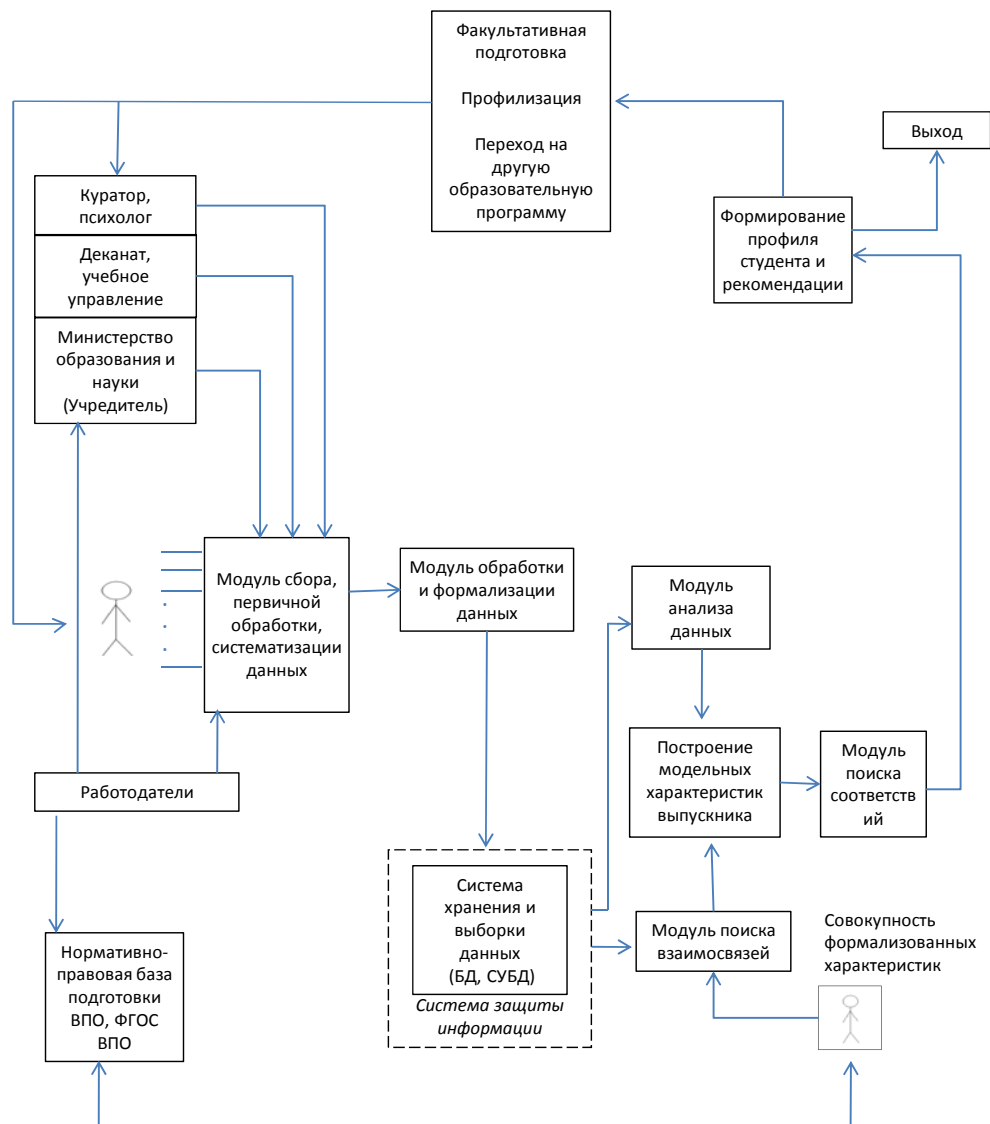 Факультативная
подготовка
Профилизация
Переход на
другую
образовательную
программу
Выход
Куратор,
психолог
Деканат,
учебное
управление
Министерство
образования и
науки
(Учредитель)
Формирование
профиля
студента и
рекомендации
Модуль сбора,
первичной
обработки,
систематизации
данных
Модуль обработки
и формализации
данных
Модуль
анализа
данных
Построение
модельных
характеристик
выпускника
Модуль
поиска
соответств
ий
Работодатели
Система
хранения и
выборки
данных
(БД, СУБД)
Система защиты
информации
Модуль поиска
взаимосвязей
Совокупность
формализованных
характеристик
Нормативно-
правовая база
подготовки
ВПО, ФГОС
ВПО